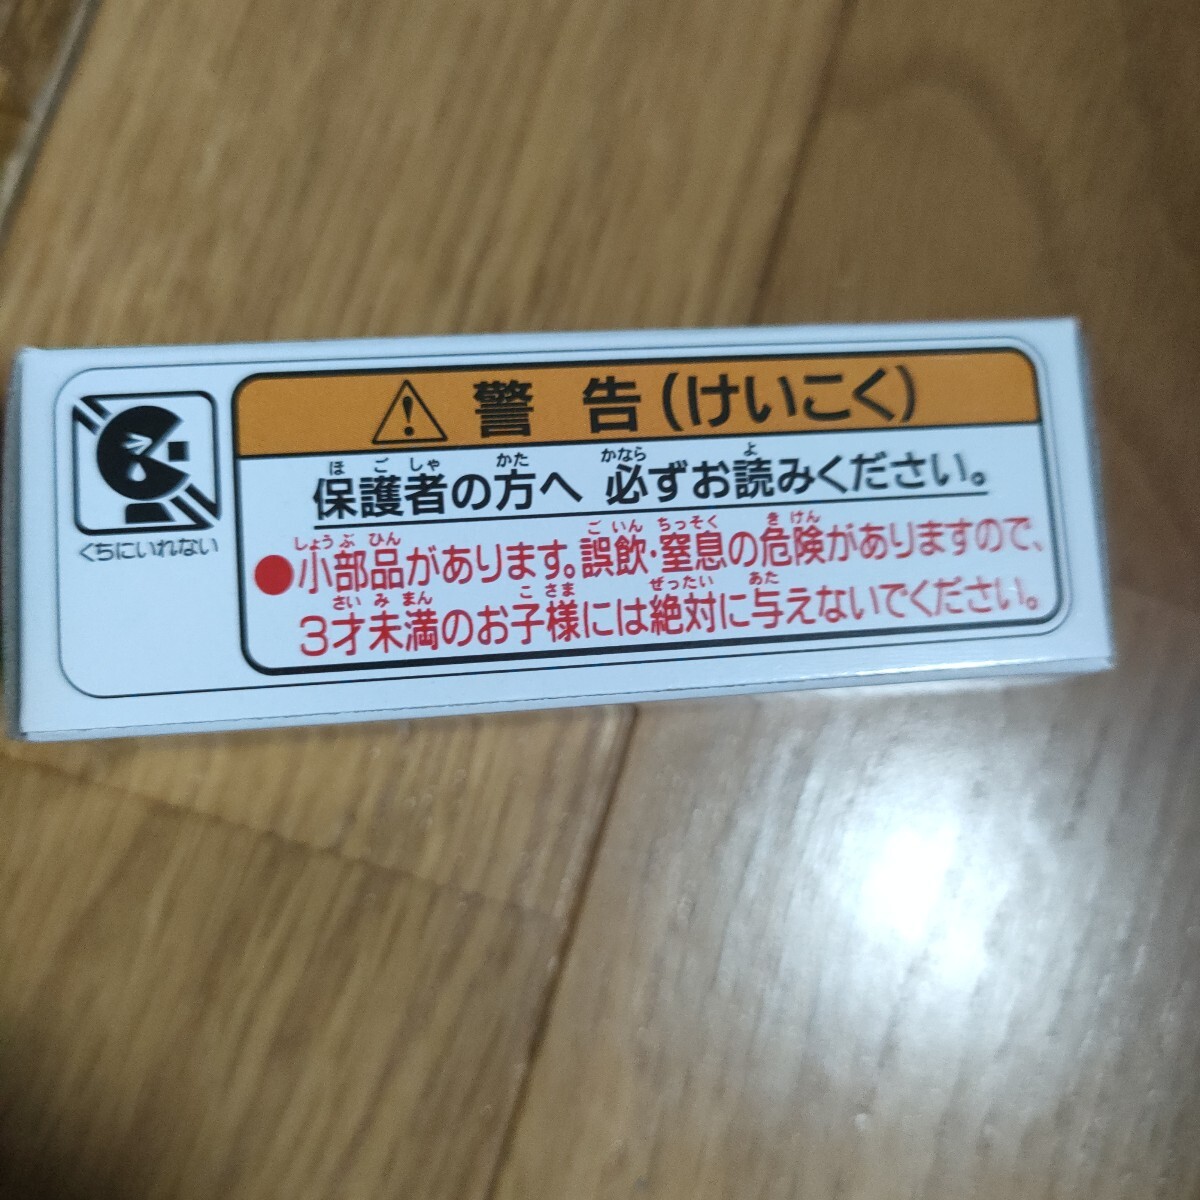 くちにいれない
警告(けいこく)
ほごしゃ かた かなら よ
保護者の方へ 必ずお読みください。
しょうぶひん ごいん ちっそく きけん
●小部品があります。誤飲・窒息の危険がありますので、
さいみまん こさま ぜったい あた
3才未満のお子様には絶対に与えないでください。